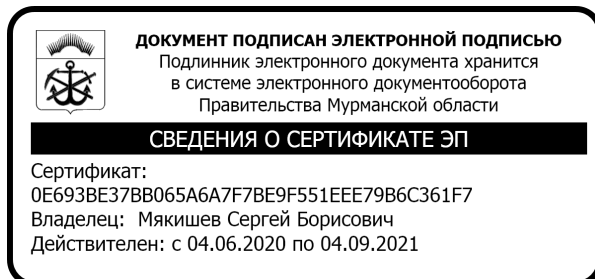 ДОКУМЕНТ ПОДПИСАН ЭЛЕКТРОННОЙ ПОДПИСЬЮ
Подлинник электронного документа хранится
в системе электронного документооборота
Правительства Мурманской области
СВЕДЕНИЯ О СЕРТИФИКАТЕ ЭП
Сертификат:
0E693BE37BB065A6A7F7BE9F551EEE79B6C361F7
Владелец: Мякишев Сергей Борисович
Действителен: с 04.06.2020 по 04.09.2021